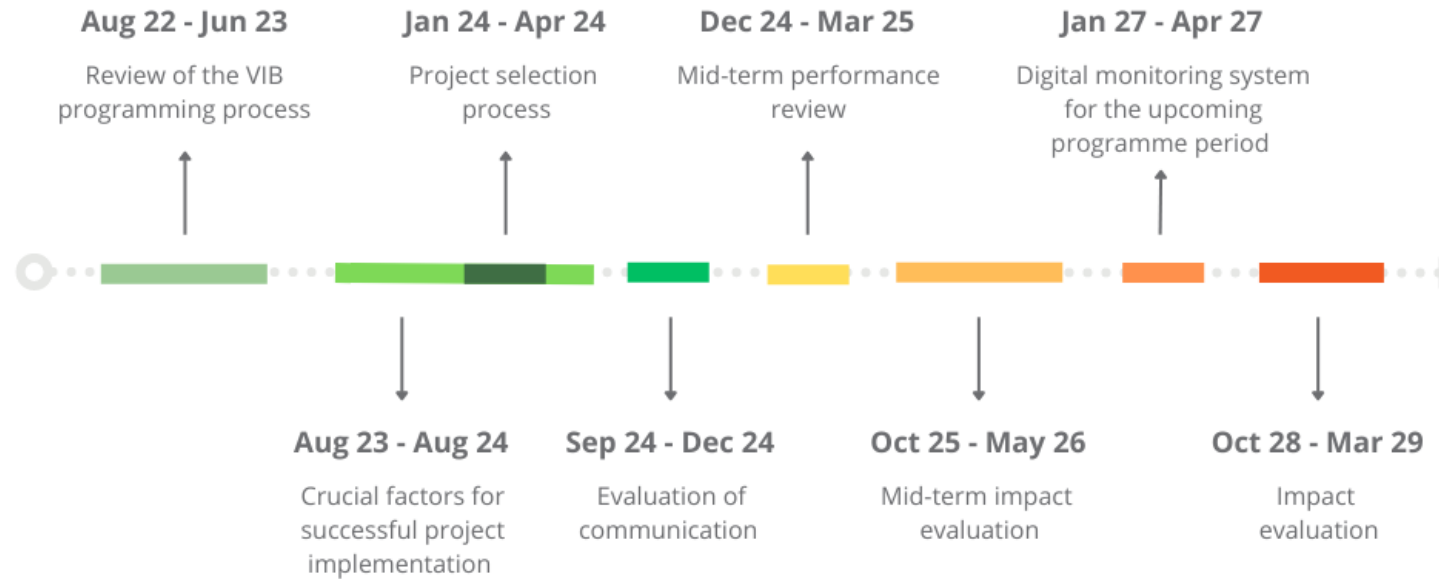 Aug 22 - Jun 23
Review of the VIB
programming process
Jan 24 - Apr 24
Project selection
process
Dec 24 - Mar 25
Mid-term performance
review
Jan 27 - Apr 27
Digital monitoring system
for the upcoming
programme period
Aug 23 - Aug 24
Crucial factors for
successful project
implementation
Sep 24 - Dec 24
Evaluation of
communication
Oct 25 - May 26
Mid-term impact
evaluation
Oct 28 - Mar 29
Impact
evaluation